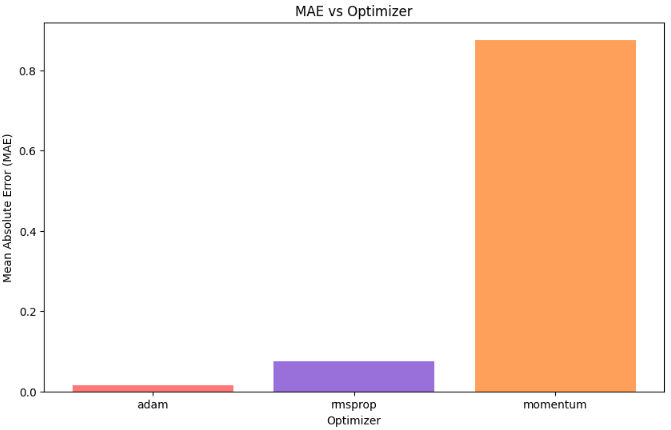 MAE vs Optimizer
Mean Absolute Error (MAE)
0.8
0.6
0.4
0.2
0.0
adam
rmsprop
momentum
Optimizer